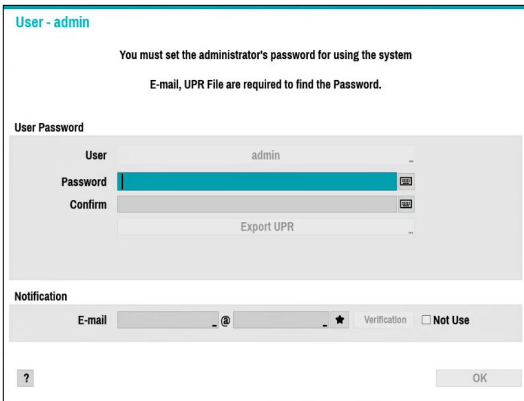 User - admin
You must set the administrator's password for using the system
E-mail, UPR File are required to find the Password.
User Password
User admin
Password
Confirm
Export UPR
Notification
E-mail @ Verification Not Use
? OK